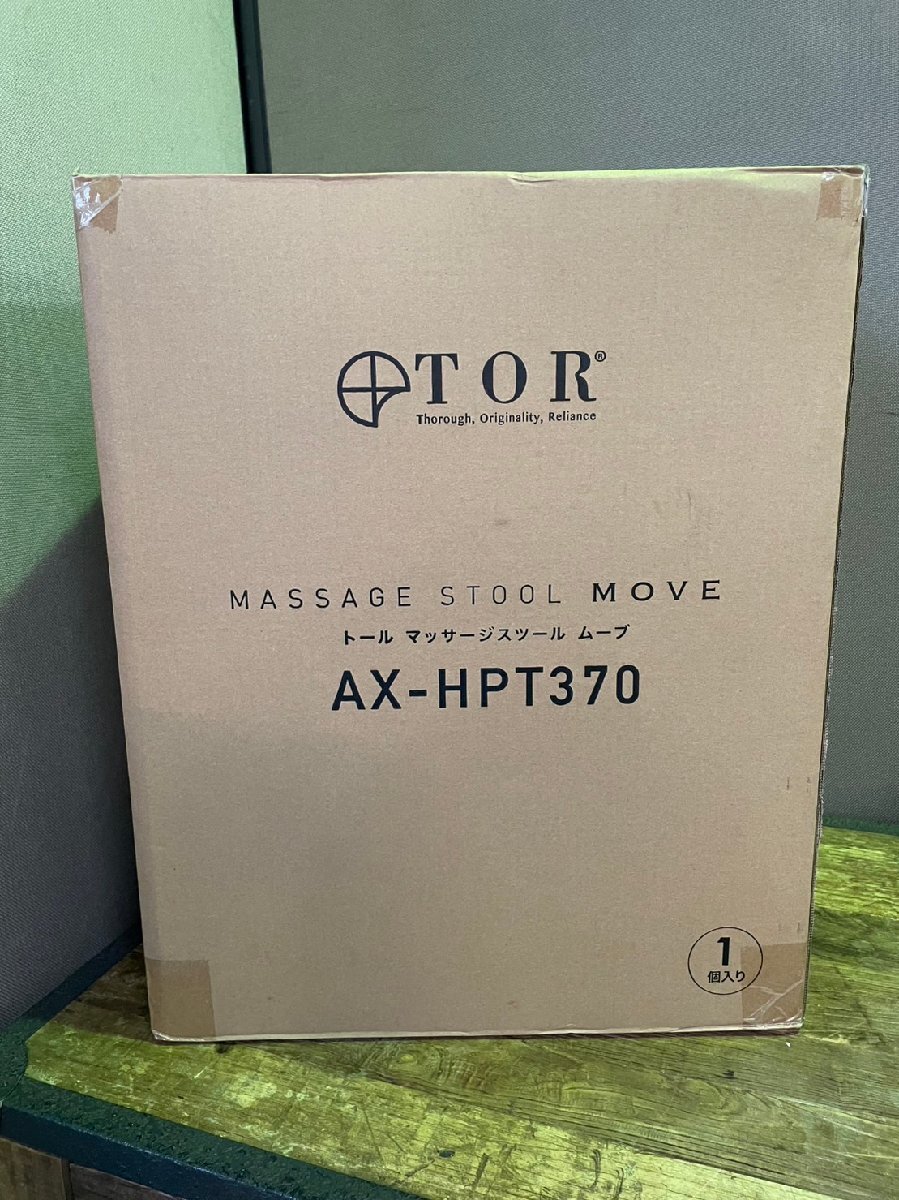 TOR®
Thorough, Originality, Reliance
MASSAGE STOOL MOVE
トール マッサージスツール ムーブ
AX-HPT370
1
個入り